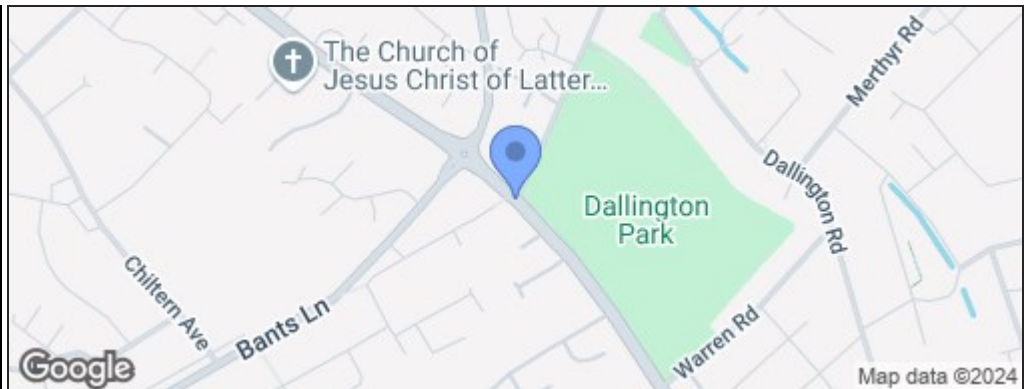 The Church of
Jesus Christ of Latter...
Merthyr Rd
Dallington Rd
Dallington
Park
Chiltern Ave
Bants Ln
Warren Rd
Google
Map data ©2024